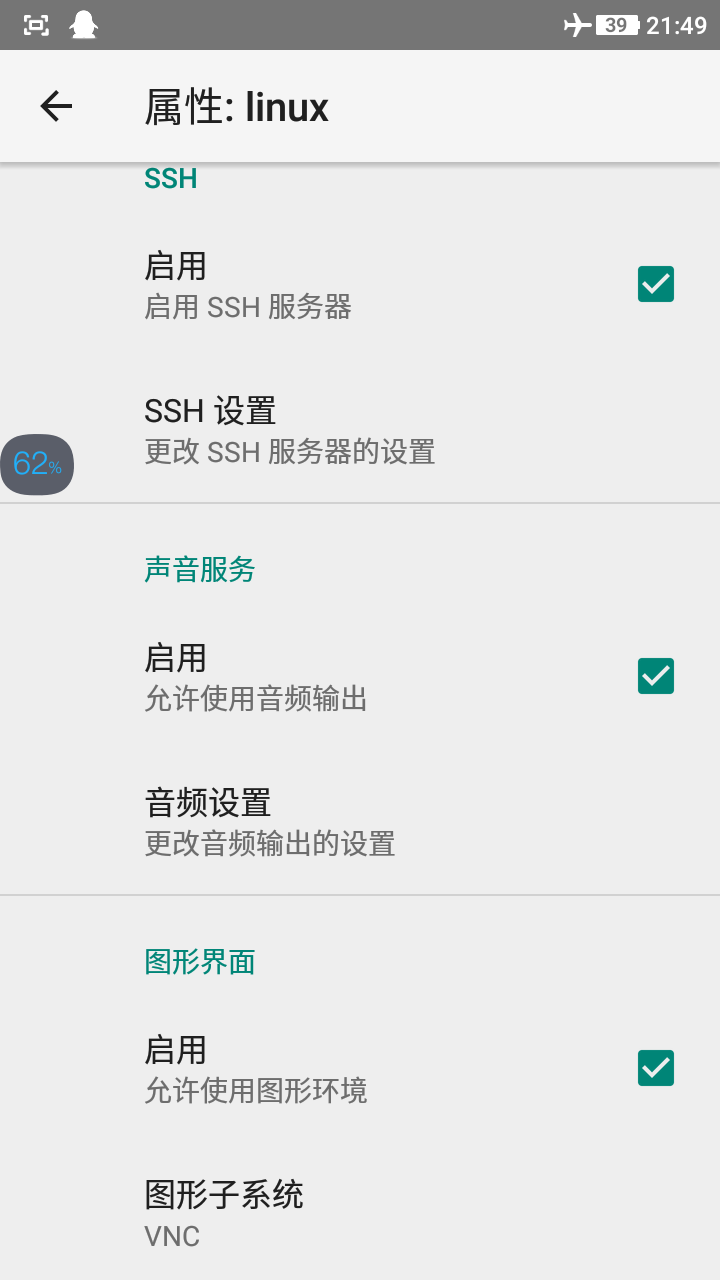 39 21:49
属性: linux
SSH
启用
启用 SSH 服务器
SSH 设置
更改 SSH 服务器的设置
62%
声音服务
启用
允许使用音频输出
音频设置
更改音频输出的设置
图形界面
启用
允许使用图形环境
图形子系统
VNC